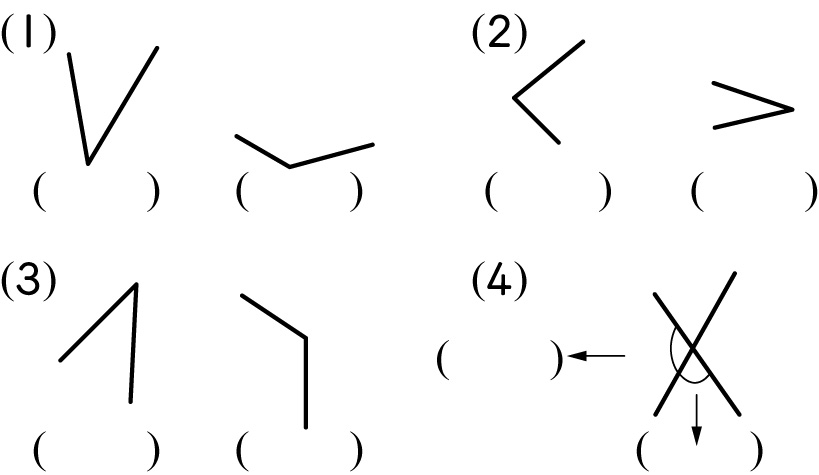 (1) (2)
( ) ( ) ( ) ( )
(3) (4)
( )
( ) ( ) ( )